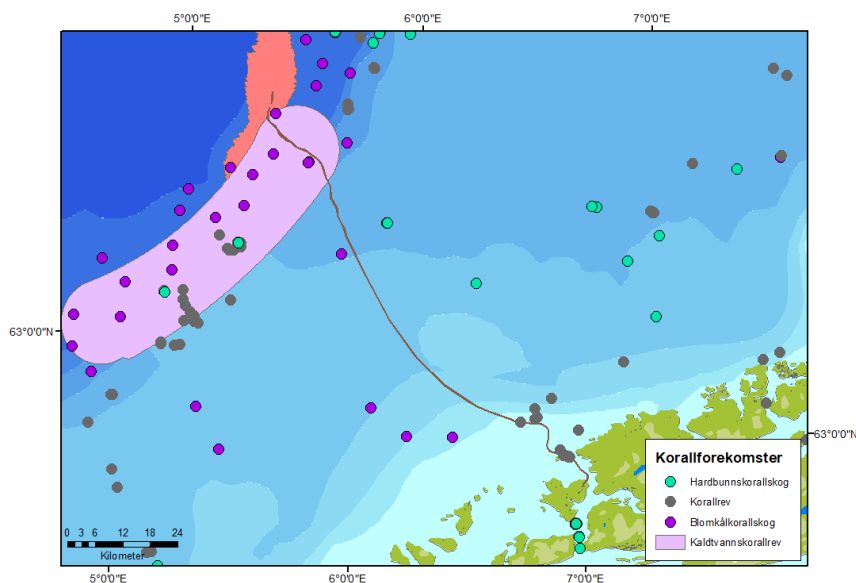 5°0'0"E 6°0'0"E 7°0'0"E
63°0'0"N
63°0'0"N
Korallforekomster
Hardbunnskorallskog
Korallrev
Blomkålkorallskog
Kaldtvannskorallrev
0 3 6 12 18 24
Kilometer
5°0'0"E 6°0'0"E 7°0'0"E